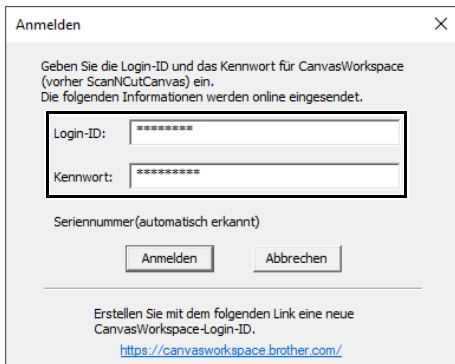 Anmelden
Geben Sie die Login-ID und das Kennwort für CanvasWorkspace
(vorher ScanNCutCanvas) ein.
Die folgenden Informationen werden online eingesendet.
Login-ID: ********
Kennwort: *********
Seriennummer(automatisch erkannt)
Anmelden Abbrechen
Erstellen Sie mit dem folgenden Link eine neue
CanvasWorkspace-Login-ID.
https://canvasworkspace.brother.com/